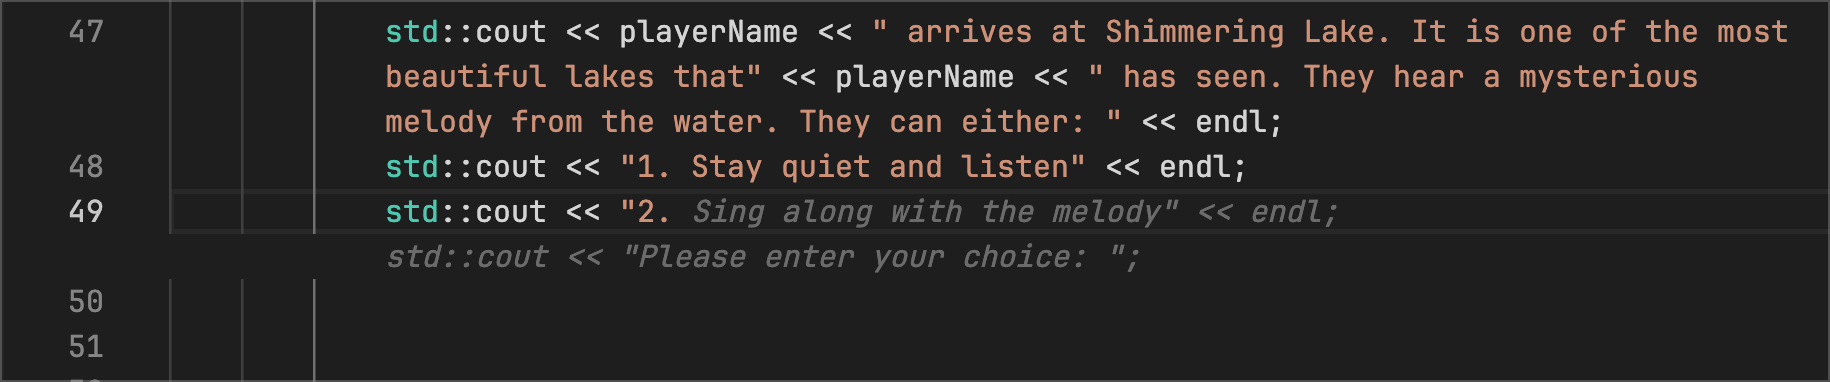 47 std::cout << playerName << " arrives at Shimmering Lake. It is one of the most
beautiful lakes that" << playerName << " has seen. They hear a mysterious
melody from the water. They can either: " << endl;
48 std::cout << "1. Stay quiet and listen" << endl;
49 std::cout << "2. Sing along with the melody" << endl;
std::cout << "Please enter your choice: ";
50
51